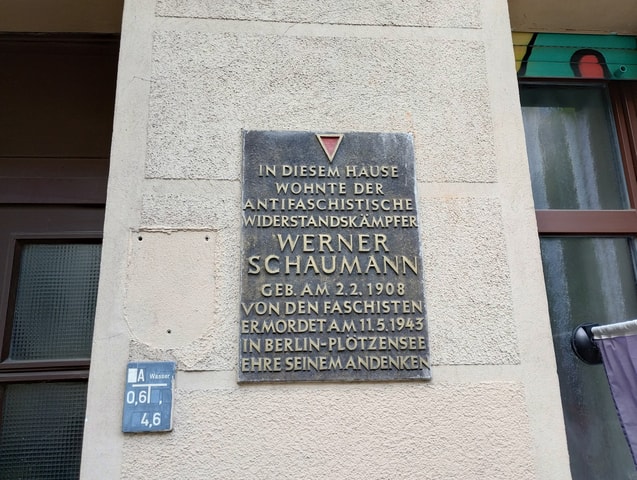 IN DIESEM HAUSE
WOHNTE DER
ANTIFASCHISTISCHE
WIDERSTANDSKÄMPFER
WERNER
SCHAUMANN
GEB. AM 2.2.1908
VON DEN FASCHISTEN
ERMORDET AM 11.5.1943
IN BERLIN-PLÖTZENSEE
EHRE SEINEM ANDENKEN
A Wasser
0,6
4,6